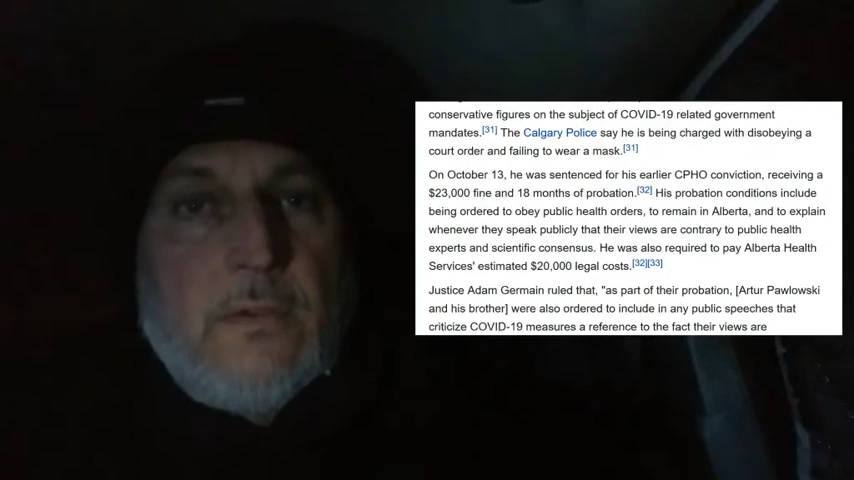 conservative figures on the subject of COVID-19 related government
mandates.[31] The Calgary Police say he is being charged with disobeying a
court order and failing to wear a mask.[31]
On October 13, he was sentenced for his earlier CPHO conviction, receiving a
$23,000 fine and 18 months of probation.[32] His probation conditions include
being ordered to obey public health orders, to remain in Alberta, and to explain
whenever they speak publicly that their views are contrary to public health
experts and scientific consensus. He was also required to pay Alberta Health
Services' estimated $20,000 legal costs.[32][33]
Justice Adam Germain ruled that, "as part of their probation, [Artur Pawlowski
and his brother] were also ordered to include in any public speeches that
criticize COVID-19 measures a reference to the fact their views are